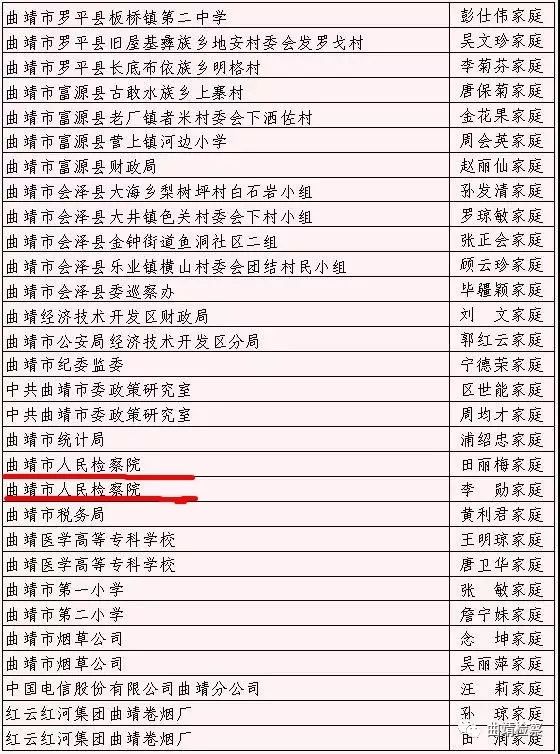 曲靖市罗平县板桥镇第二中学 彭仕伟家庭
曲靖市罗平县旧屋基彝族乡地安村委会发罗戈村 吴文珍家庭
曲靖市罗平县长底布依族乡明格村 李菊芬家庭
曲靖市富源县古敢水族乡上寨村 唐保菊家庭
曲靖市富源县老厂镇者米村委会下洒佐村 金花果家庭
曲靖市富源县营上镇河边小学 周会英家庭
曲靖市富源县财政局 赵丽仙家庭
曲靖市会泽县大海乡梨树坪村白石岩小组 孙发清家庭
曲靖市会泽县大井镇色关村委会下村小组 罗琼敏家庭
曲靖市会泽县金钟街道鱼洞社区二组 张正会家庭
曲靖市会泽县乐业镇横山村委会团结村民小组 顾云珍家庭
曲靖市会泽县委巡察办 毕疆颖家庭
曲靖经济技术开发区财政局 刘 文家庭
曲靖市公安局经济技术开发区分局 郭红云家庭
曲靖市纪委监委 宁德荣家庭
中共曲靖市委政策研究室 区世能家庭
中共曲靖市委政策研究室 周均才家庭
曲靖市统计局 浦绍忠家庭
曲靖市人民检察院 田丽梅家庭
曲靖市人民检察院 李 勋家庭
曲靖市税务局 黄利君家庭
曲靖医学高等专科学校 王明琼家庭
曲靖医学高等专科学校 唐卫华家庭
曲靖市第一小学 张 敏家庭
曲靖市第二小学 詹宁妹家庭
曲靖市烟草公司 念 坤家庭
曲靖市烟草公司 吴丽萍家庭
中国电信股份有限公司曲靖分公司 汪 莉家庭
红云红河集团曲靖卷烟厂 孙 琼家庭
红云红河集团曲靖卷烟厂 田 润家庭
曲靖检察